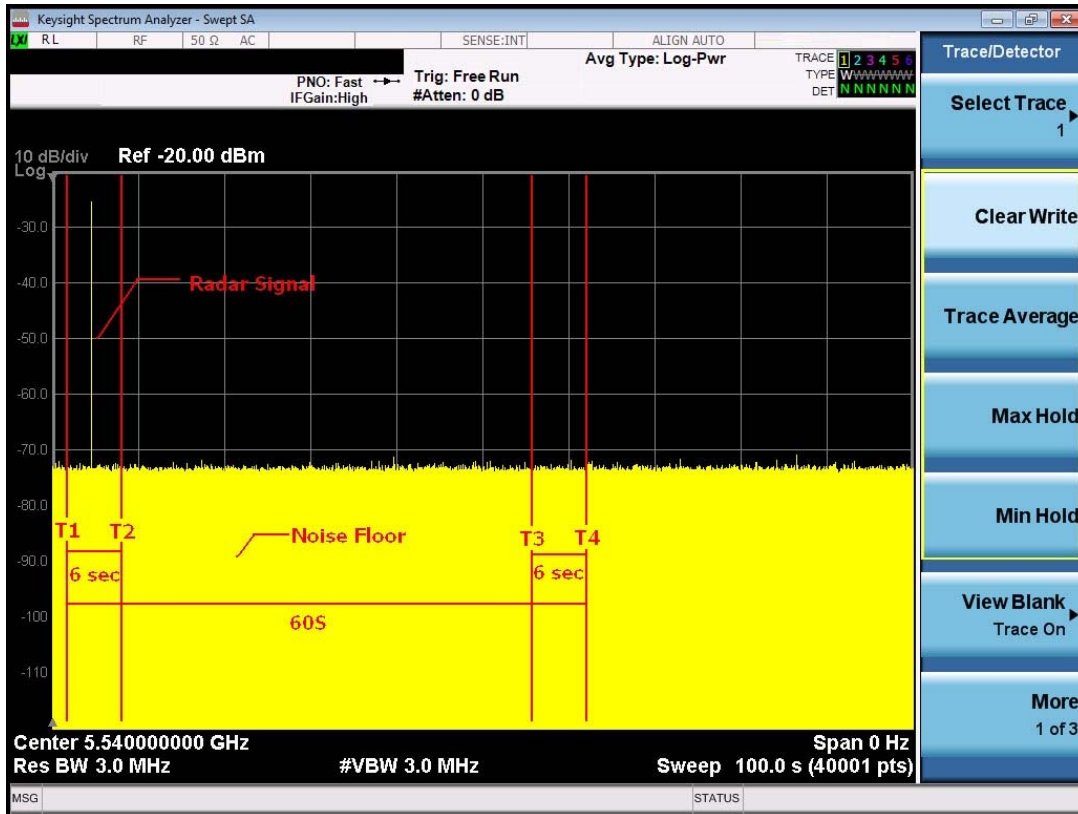 Keysight Spectrum Analyzer - Swept SA
LXI RL RF 50 Ω AC SENSE:INT ALIGN AUTO
Avg Type: Log-Pwr
TRACE 1 2 3 4 5 6
TYPE WWWWWW
DET N N N N N N
PNO: Fast
IFGain:High
Trig: Free Run
#Atten: 0 dB
10 dB/div
Log
Ref -20.00 dBm
-30.0
-40.0
-50.0
-60.0
-70.0
-80.0
-90.0
-100
-110
Radar Signal
T1 T2
Noise Floor
T3 T4
6 sec
6 sec
60S
Center 5.540000000 GHz
Span 0 Hz
Res BW 3.0 MHz
#VBW 3.0 MHz
Sweep 100.0 s (40001 pts)
MSG
STATUS
Trace/Detector
Select Trace
1
Clear Write
Trace Average
Max Hold
Min Hold
View Blank
Trace On
More
1 of 3